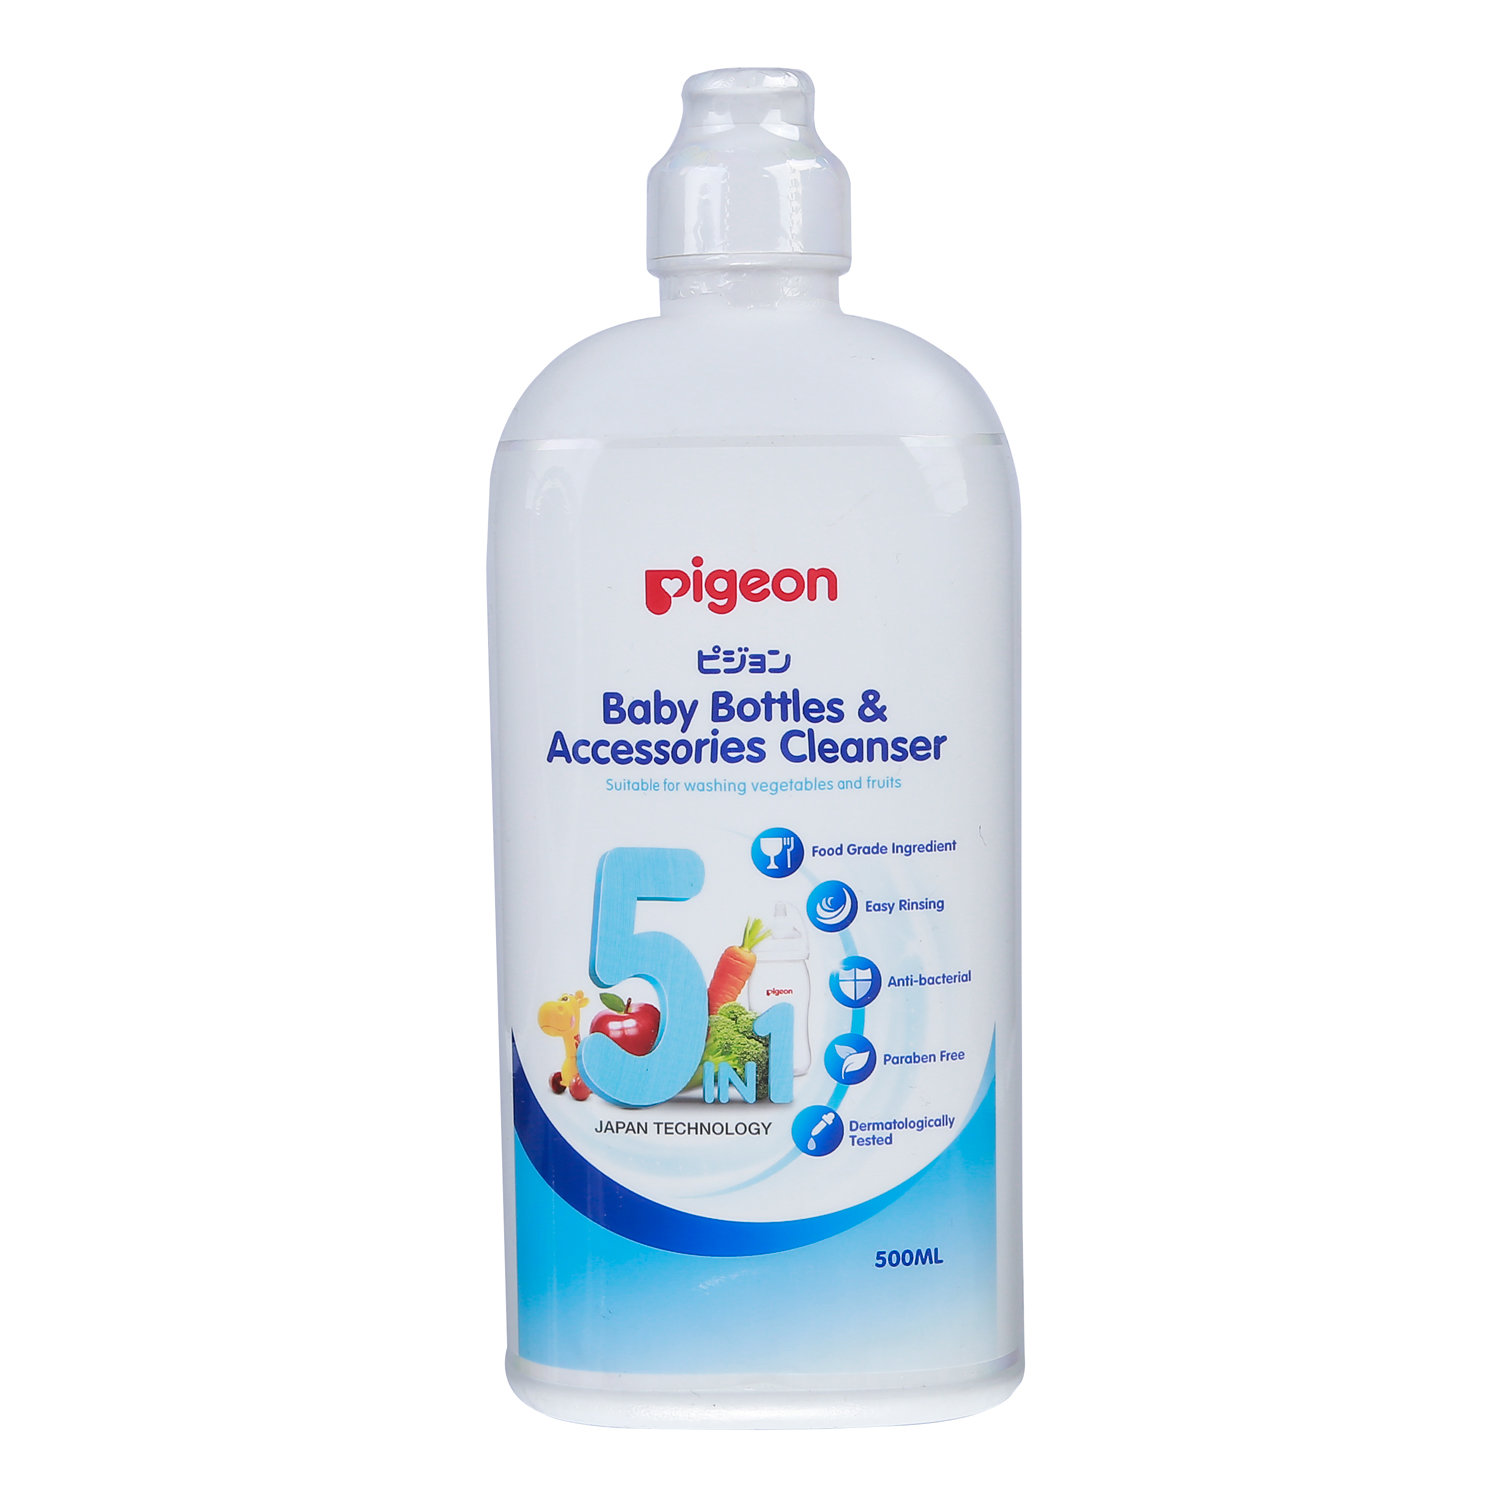 pigeon
ピジョン
Baby Bottles &
Accessories Cleanser
Suitable for washing vegetables and fruits
Food Grade Ingredient
Easy Rinsing
Anti-bacterial
pigeon
5 IN 1
Paraben Free
JAPAN TECHNOLOGY
Dermatologically
Tested
500ML